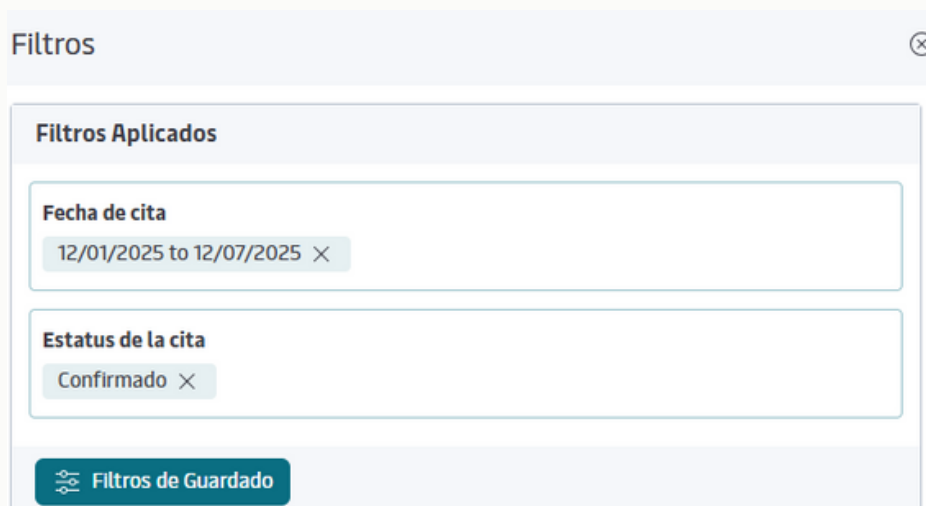 Filtros
Filtros Aplicados
Fecha de cita
12/01/2025 to 12/07/2025
Estatus de la cita
Confirmado
Filtros de Guardado